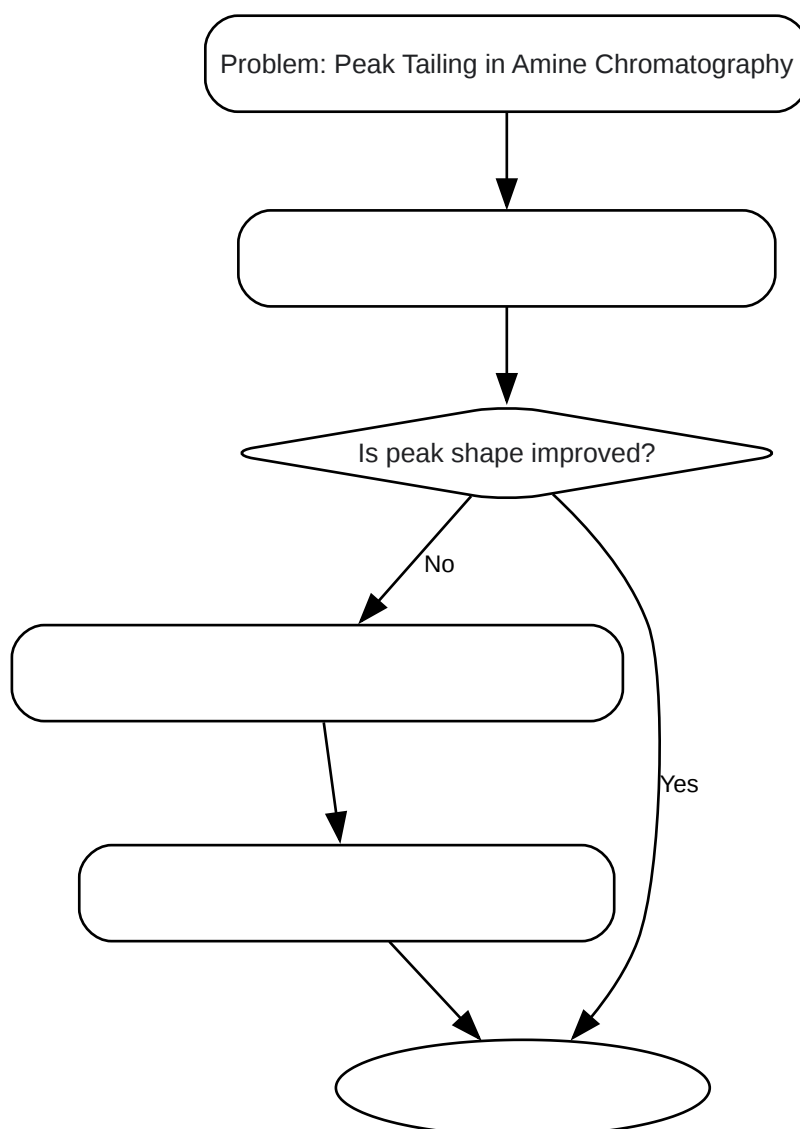 Problem: Peak Tailing in Amine Chromatography
Is peak shape improved?
No
Yes